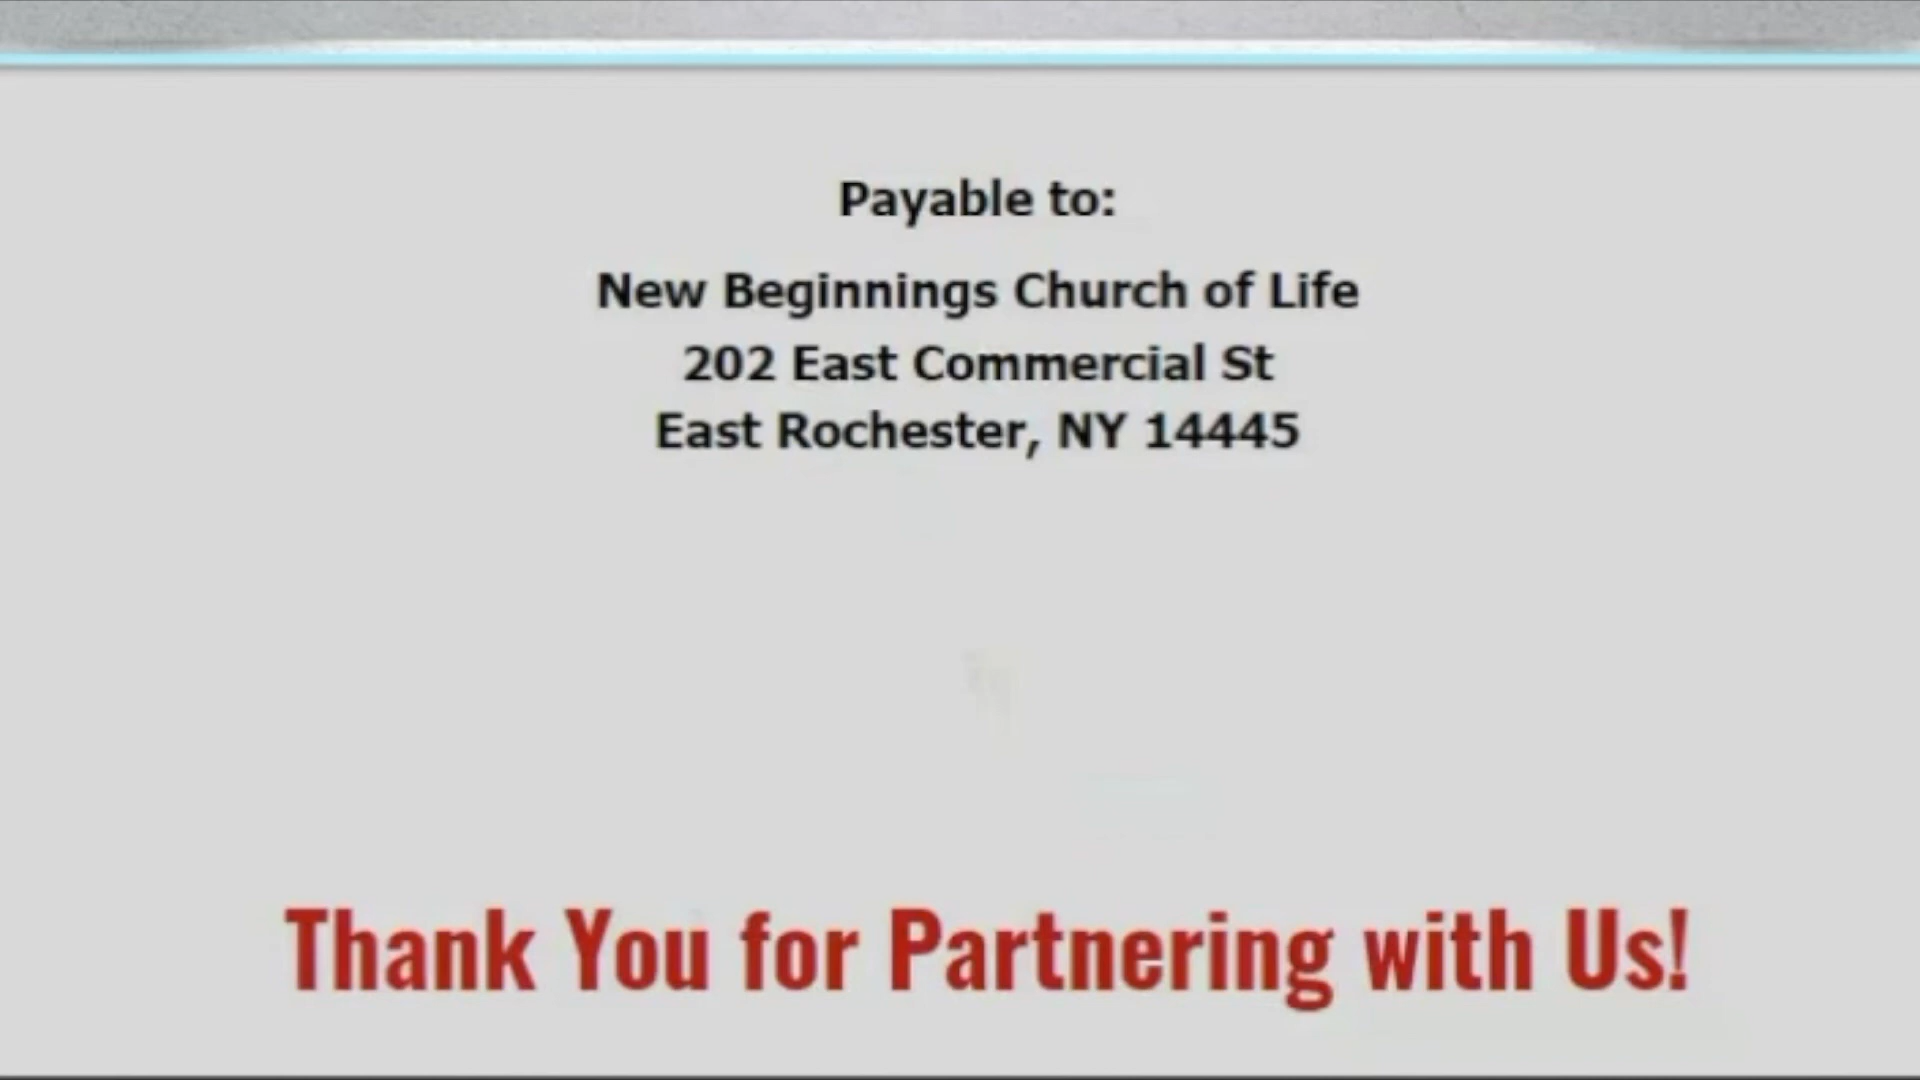 Payable to:
New Beginnings Church of Life
202 East Commercial St
East Rochester, NY 14445
Thank You for Partnering with Us!